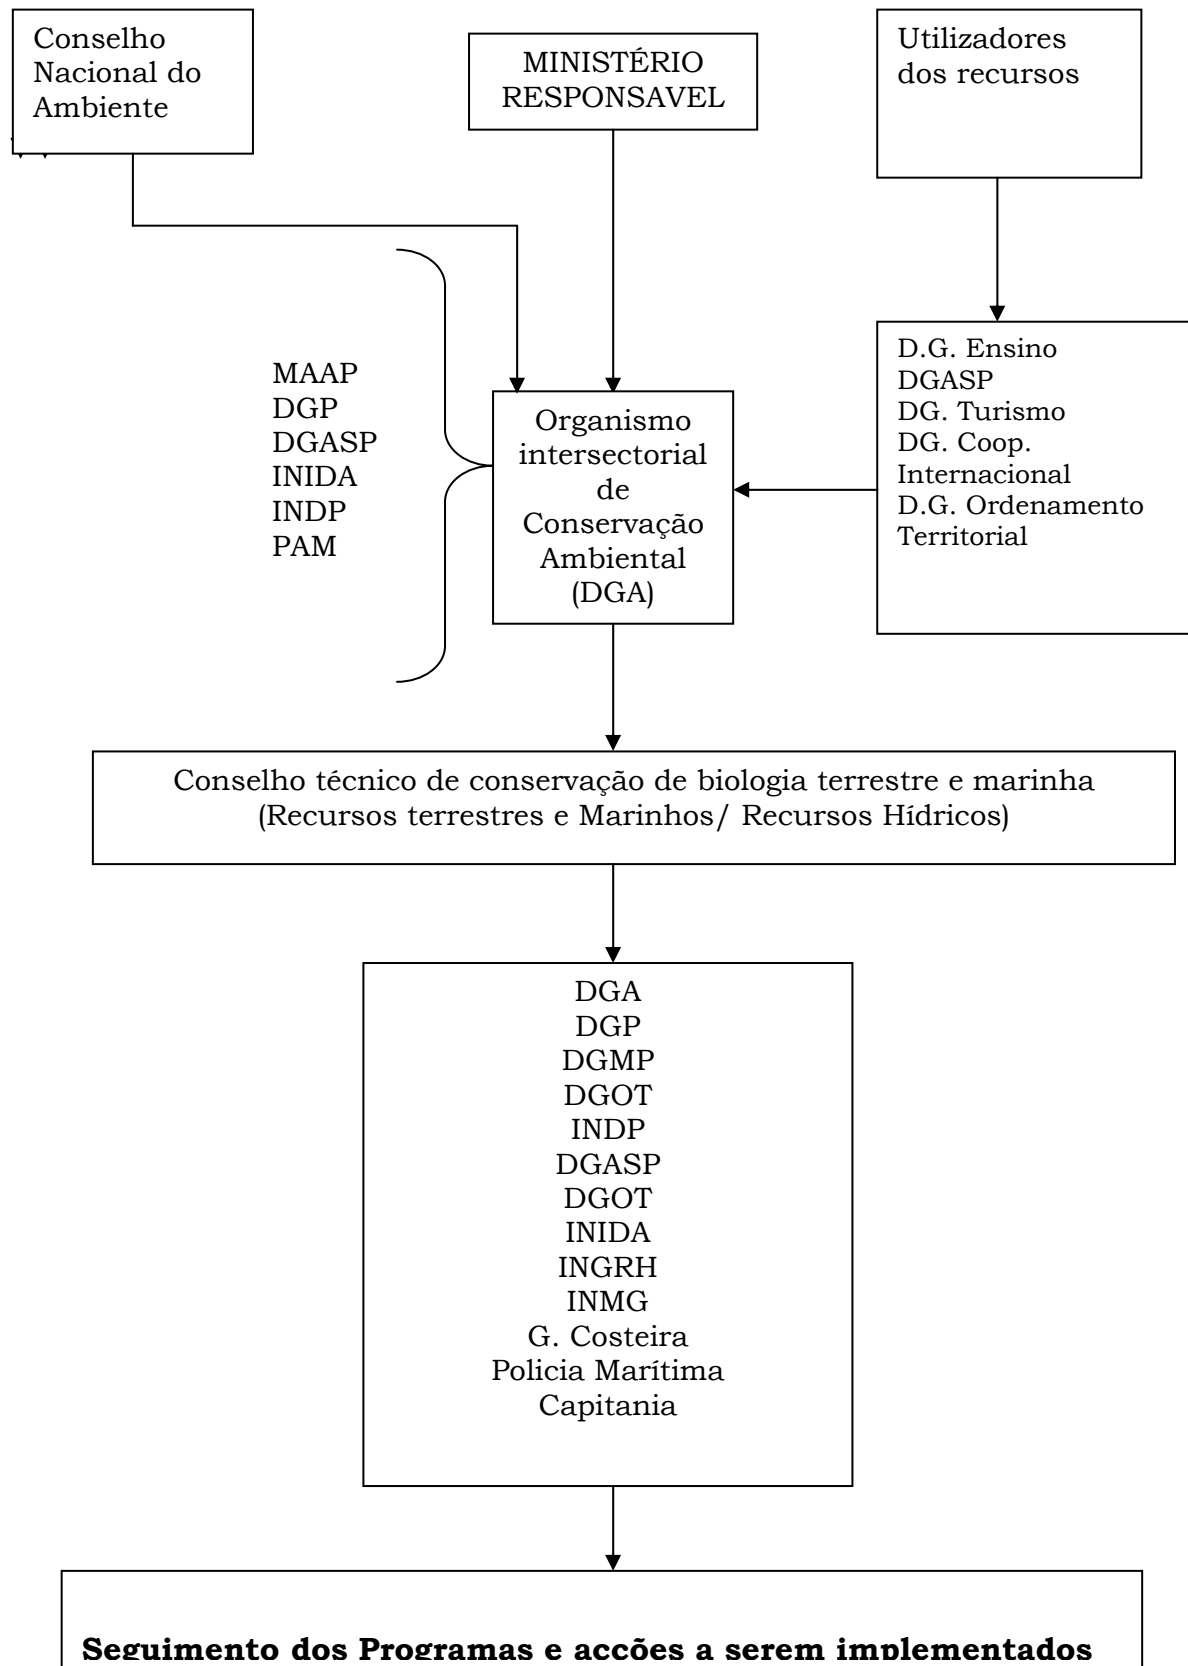 Conselho
Nacional do
Ambiente
MINISTÉRIO
RESPONSAVEL
Utilizadores
dos recursos
MAAP
DGP
DGASP
INIDA
INDP
PAM
Organismo
intersectorial
de
Conservação
Ambiental
(DGA)
D.G. Ensino
DGASP
DG. Turismo
DG. Coop.
Internacional
D.G. Ordenamento
Territorial
Conselho técnico de conservação de biologia terrestre e marinha
(Recursos terrestres e Marinhos/ Recursos Hídricos)
DGA
DGP
DGMP
DGOT
INDP
DGASP
DGOT
INIDA
INGRH
INMG
G. Costeira
Policia Marítima
Capitania
Seguimento dos Programas e acções a serem implementados